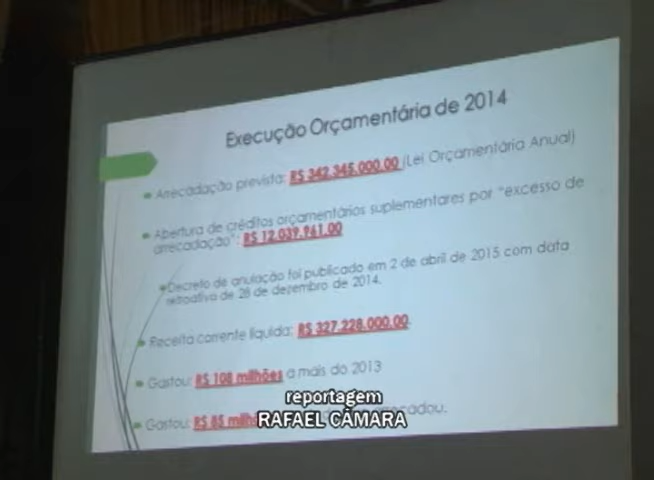 Execução Orçamentária de 2014
Arrecadação prevista: R$ 342.345.000,00 (Lei Orçamentária Anual)
Abertura de créditos orçamentários suplementares por "excesso de
arrecadação": R$ 12.039.961,00
Decreto de anulação foi publicado em 2 de abril de 2015 com data
retroativa de 28 de dezembro de 2014.
Receita corrente líquida: R$ 327.228.000,00
Gastou: R$ 108 milhões a mais do 2013
reportagem
Gastou: R$ 85
RAFAEL CÂMARA